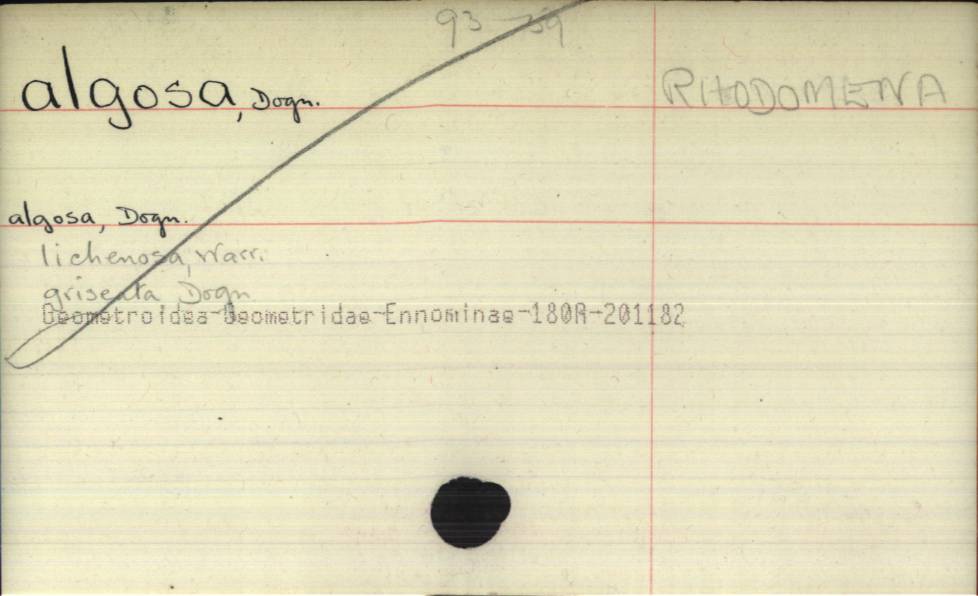 93 - 39
algosa, Dogn.
RHODOMENA
algosa, Dogn.
lichenosa, Warr.
griseata Dogn.
Geometroidea-Geometridae-Ennominae-180R-201182